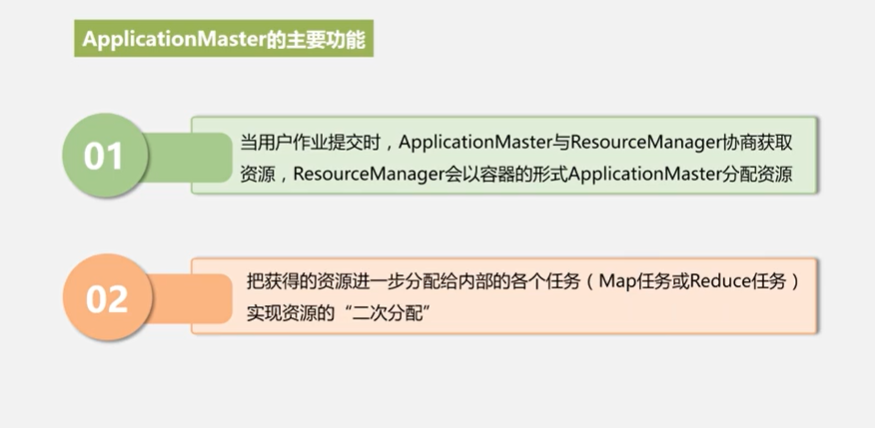 ApplicationMaster的主要功能
01
当用户作业提交时，ApplicationMaster与ResourceManager协商获取
资源，ResourceManager会以容器的形式ApplicationMaster分配资源
02
把获得的资源进一步分配给内部的各个任务（Map任务或Reduce任务）
实现资源的“二次分配”